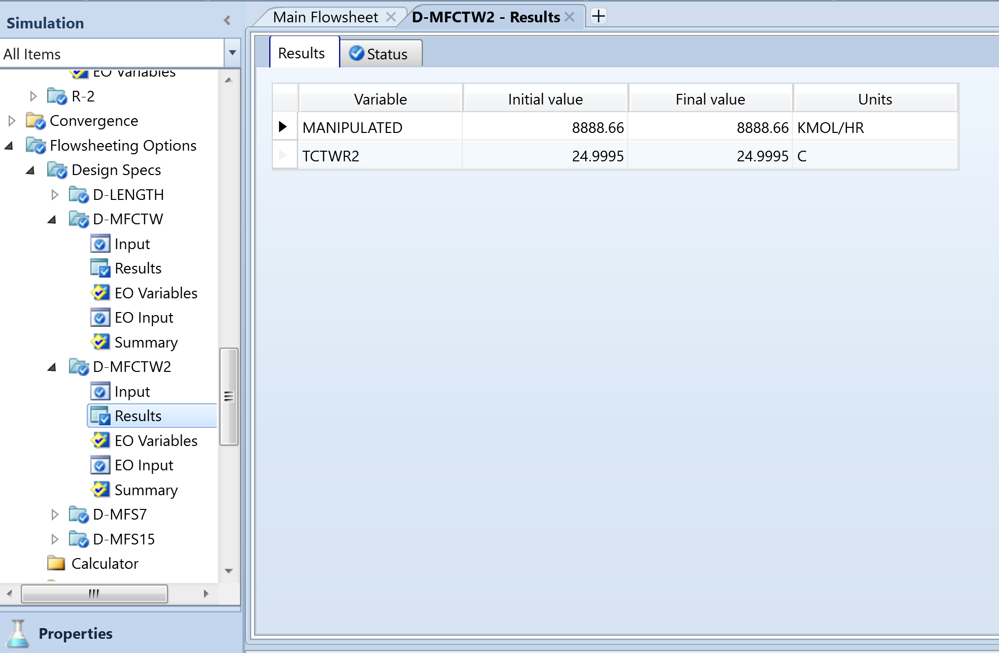 Simulation
All Items
EO Variables
R-2
Convergence
Flowsheeting Options
Design Specs
D-LENGTH
D-MFCTW
Input
Results
EO Variables
EO Input
Summary
D-MFCTW2
Input
Results
EO Variables
EO Input
Summary
D-MFS7
D-MFS15
Calculator
Properties
Main Flowsheet D-MFCTW2 - Results
Results Status
Variable Initial value Final value Units
MANIPULATED 8888.66 8888.66 KMOL/HR
TCTWR2 24.9995 24.9995 C